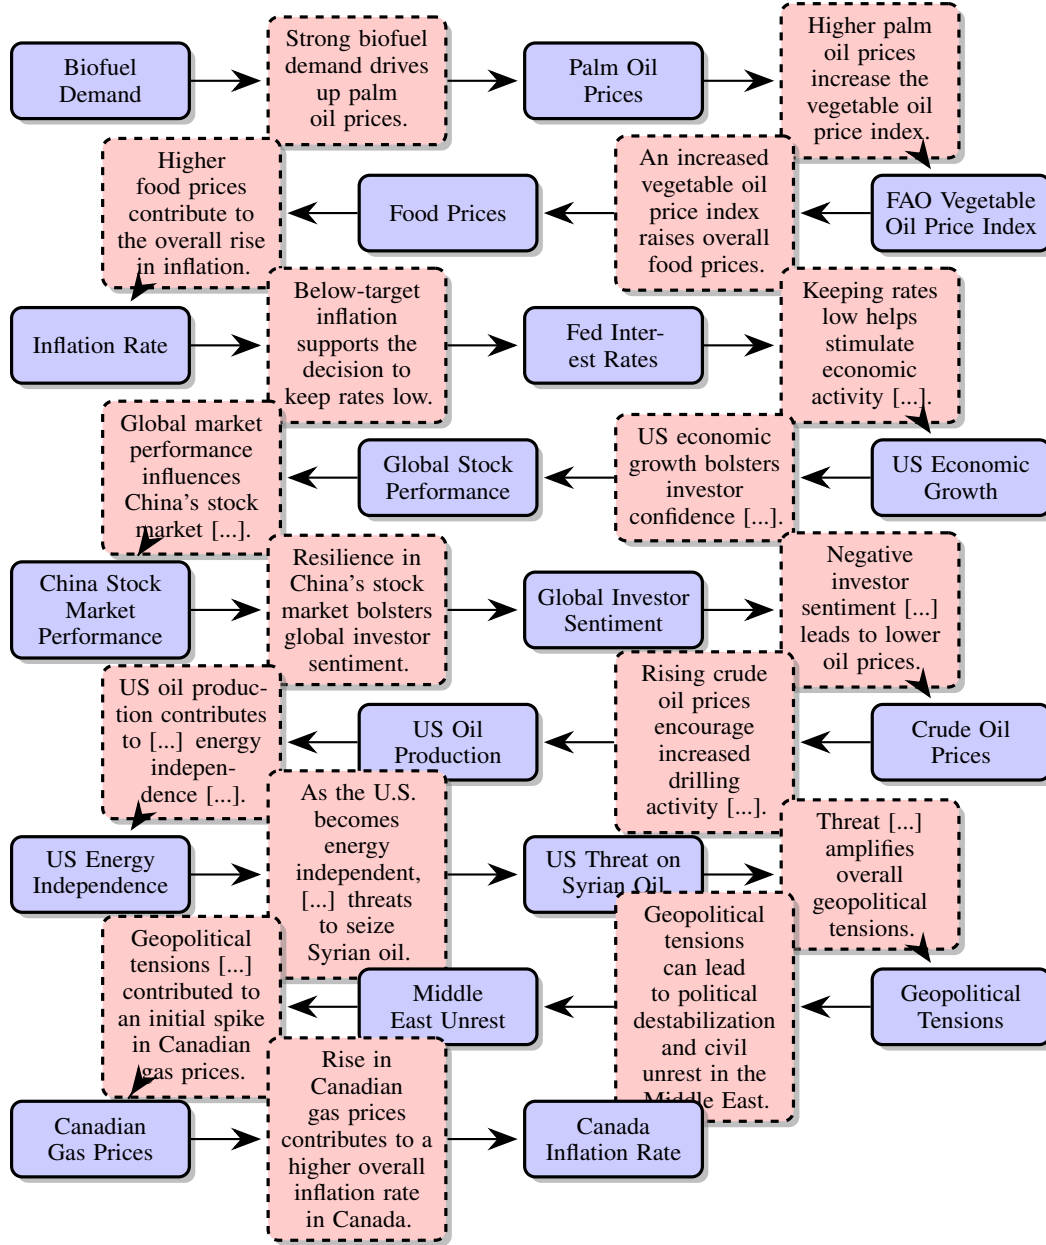 Biofuel
Demand
Strong biofuel
demand drives
up palm
oil prices.
Palm Oil
Prices
Higher palm
oil prices
increase the
vegetable oil
price index.
FAO Vegetable
Oil Price Index
An increased
vegetable oil
price index
raises overall
food prices.
Food Prices
Higher
food prices
contribute to
the overall rise
in inflation.
Inflation Rate
Below-target
inflation
supports the
decision to
keep rates low.
Fed Inter-
est Rates
Keeping rates
low helps
stimulate
economic
activity [...].
US Economic
Growth
US economic
growth bolsters
investor
confidence [...].
Global Stock
Performance
Global market
performance
influences
China's stock
market [...].
China Stock
Market
Performance
Resilience in
China's stock
market bolsters
global investor
sentiment.
Global Investor
Sentiment
Negative
investor
sentiment [...]
leads to lower
oil prices.
Crude Oil
Prices
Rising crude
oil prices
encourage
increased
drilling
activity [...].
US Oil
Production
US oil produc-
tion contributes
to [...] energy
indepen-
dence [...].
US Energy
Independence
As the U.S.
becomes
energy
independent,
[...] threats
to seize
Syrian oil.
US Threat on
Syrian Oil
Threat [...]
amplifies
overall
geopolitical
tensions.
Geopolitical
Tensions
Geopolitical
tensions
can lead
to political
destabilization
and civil
unrest in the
Middle East.
Middle
East Unrest
Geopolitical
tensions [...]
contributed to
an initial spike
in Canadian
gas prices.
Canadian
Gas Prices
Rise in
Canadian
gas prices
contributes to a
higher overall
inflation rate
in Canada.
Canada
Inflation Rate